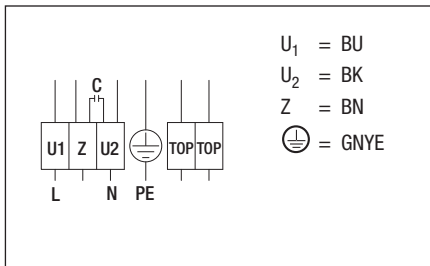 C
U1 Z U2 TOP TOP
L N PE
U₁ = BU
U₂ = BK
Z = BN
⏚ = GNYE